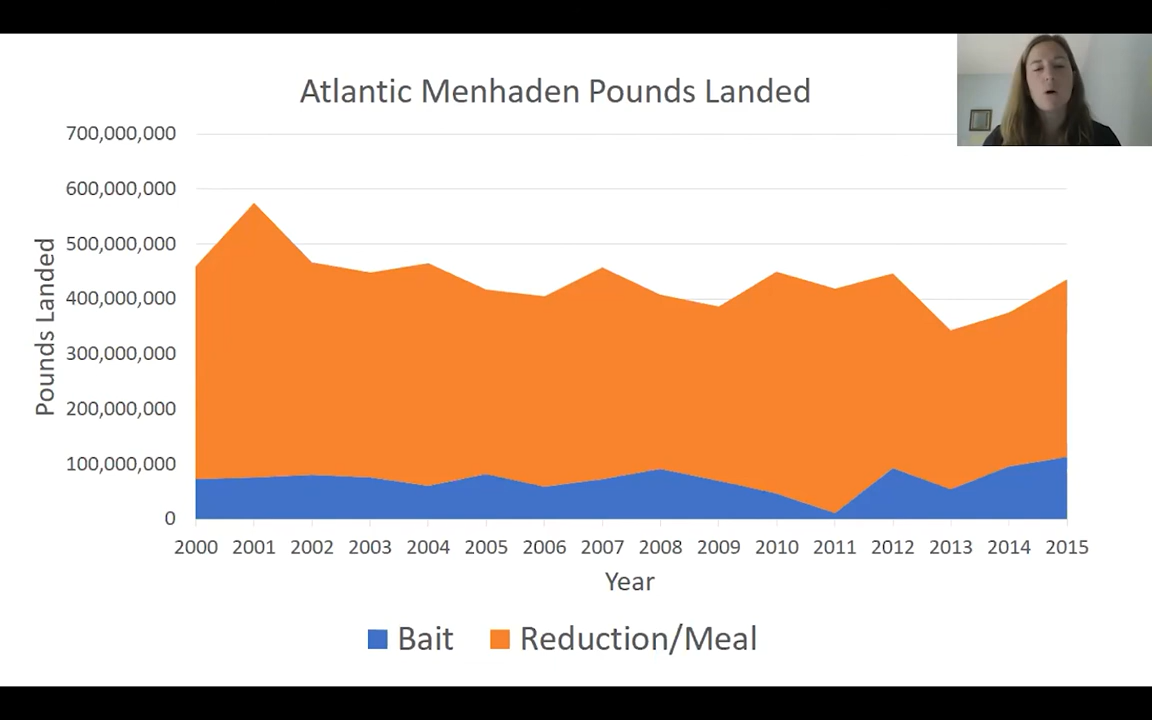 Atlantic Menhaden Pounds Landed
700,000,000
600,000,000
500,000,000
400,000,000
300,000,000
200,000,000
100,000,000
0
Pounds Landed
2000 2001 2002 2003 2004 2005 2006 2007 2008 2009 2010 2011 2012 2013 2014 2015
Year
Bait Reduction/Meal